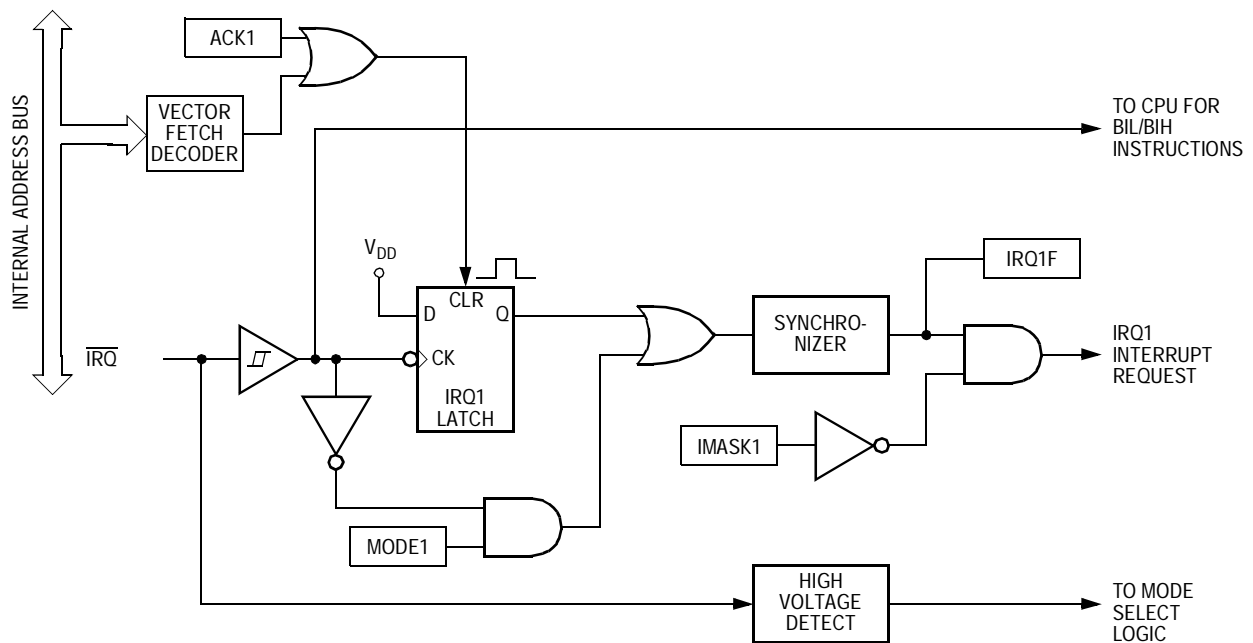 INTERNAL ADDRESS BUS
ACK1
VECTOR
FETCH
DECODER
TO CPU FOR
BIL/BIH
INSTRUCTIONS
VDD
CLR
D
Q
CK
IRQ1
LATCH
IRQ
SYNCHRO-
NIZER
IRQ1F
IRQ1
INTERRUPT
REQUEST
IMASK1
MODE1
HIGH
VOLTAGE
DETECT
TO MODE
SELECT
LOGIC